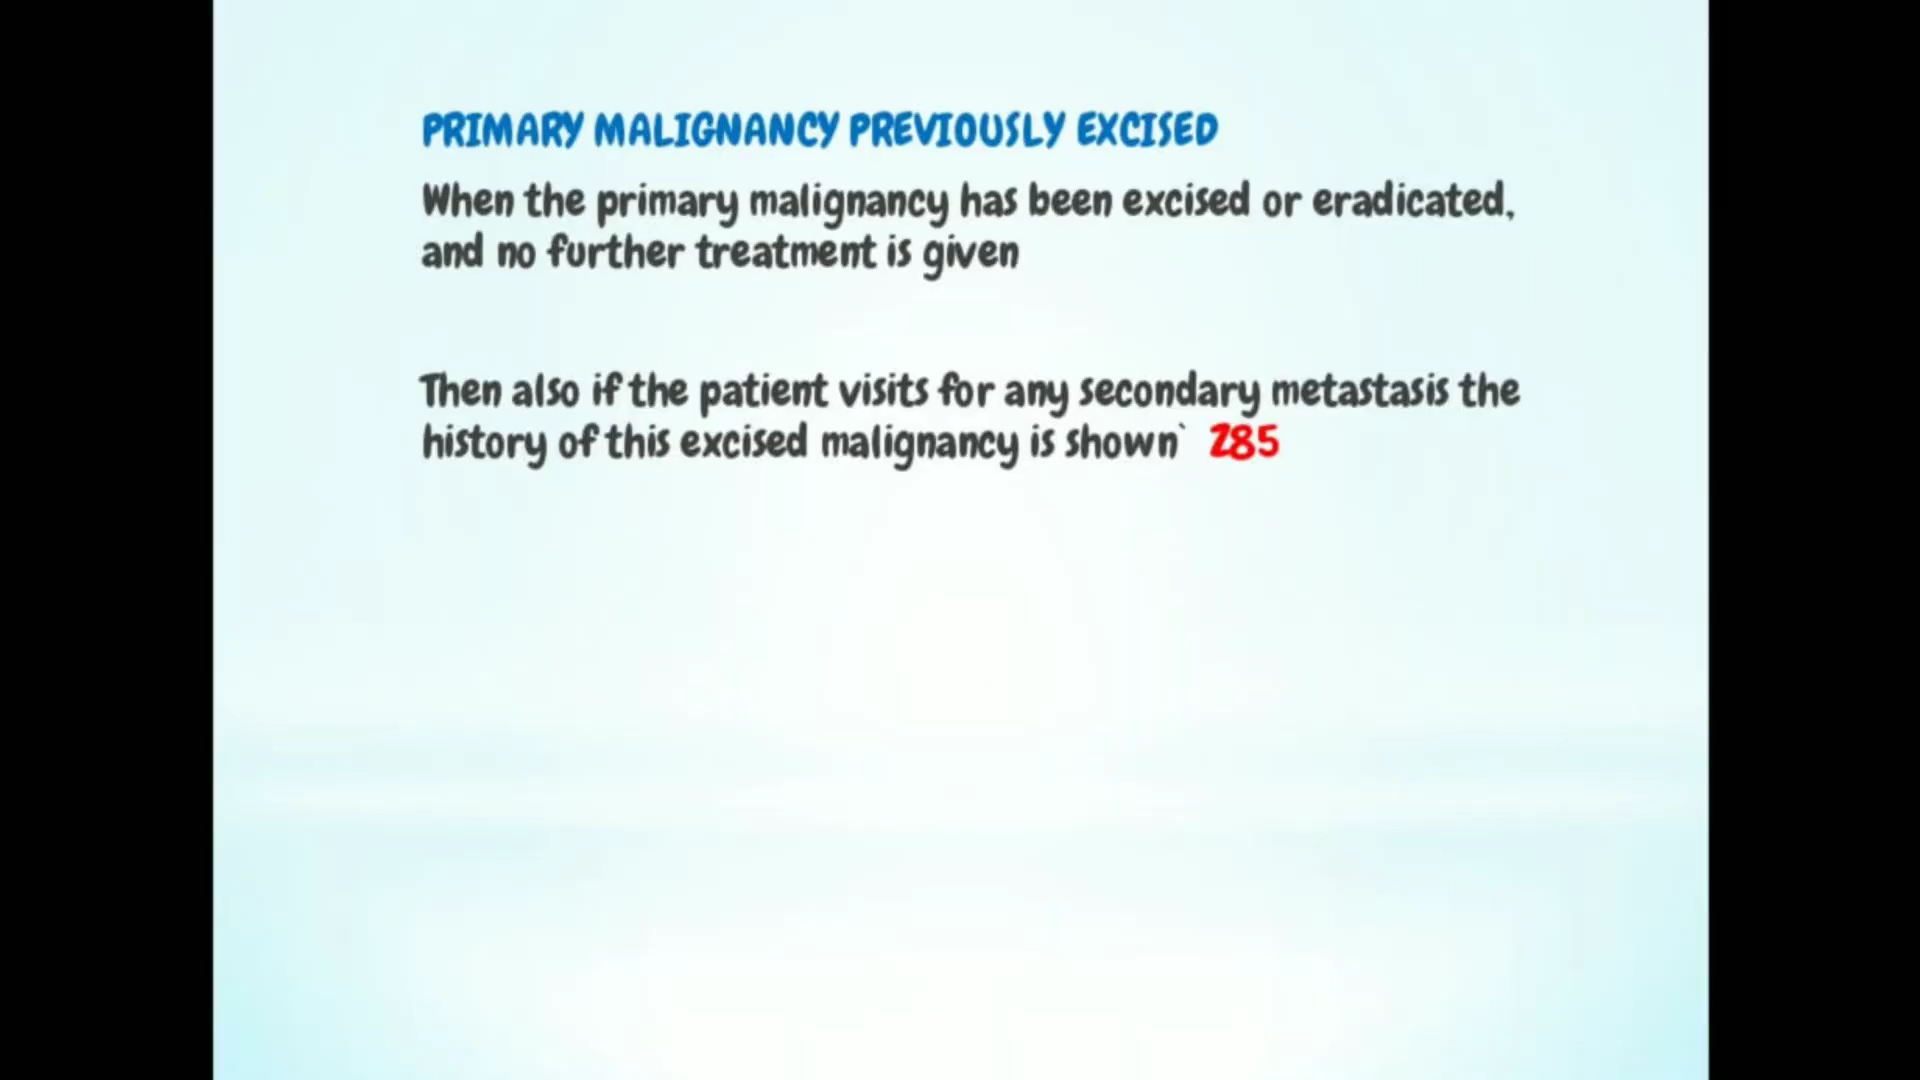 PRIMARY MALIGNANCY PREVIOUSLY EXCISED
When the primary malignancy has been excised or eradicated,
and no further treatment is given
Then also if the patient visits for any secondary metastasis the
history of this excised malignancy is shown` Z85